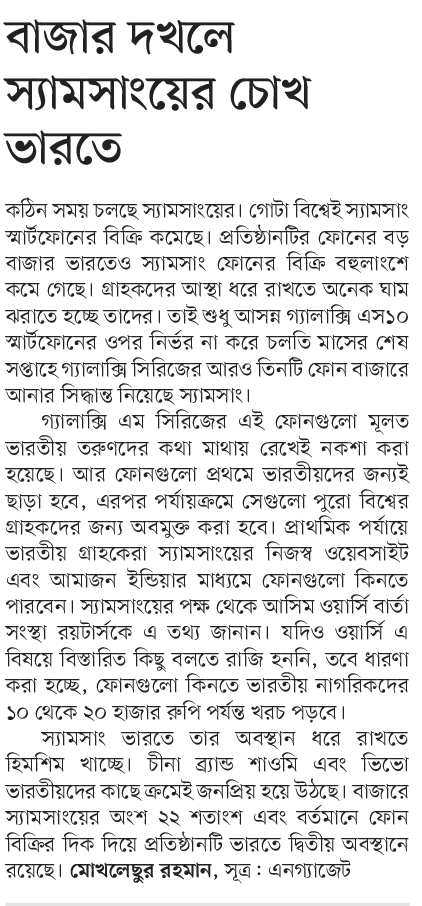 বাজার দখলে
স্যামসাংয়ের চোখ
ভারতে
কঠিন সময় চলছে স্যামসাংয়ের। গোটা বিশ্বেই স্যামসাং
স্মার্টফোনের বিক্রি কমেছে। প্রতিষ্ঠানটির ফোনের বড়
বাজার ভারতেও স্যামসাং ফোনের বিক্রি বহুলাংশে
কমে গেছে। গ্রাহকদের আস্থা ধরে রাখতে অনেক ঘাম
ঝরাতে হচ্ছে তাদের। তাই শুধু আসন্ন গ্যালাক্সি এস১০
স্মার্টফোনের ওপর নির্ভর না করে চলতি মাসের শেষ
সপ্তাহে গ্যালাক্সি সিরিজের আরও তিনটি ফোন বাজারে
আনার সিদ্ধান্ত নিয়েছে স্যামসাং।
গ্যালাক্সি এম সিরিজের এই ফোনগুলো মূলত
ভারতীয় তরুণদের কথা মাথায় রেখেই নকশা করা
হয়েছে। আর ফোনগুলো প্রথমে ভারতীয়দের জন্যই
ছাড়া হবে, এরপর পর্যায়ক্রমে সেগুলো পুরো বিশ্বের
গ্রাহকদের জন্য অবমুক্ত করা হবে। প্রাথমিক পর্যায়ে
ভারতীয় গ্রাহকেরা স্যামসাংয়ের নিজস্ব ওয়েবসাইট
এবং আমাজন ইন্ডিয়ার মাধ্যমে ফোনগুলো কিনতে
পারবেন। স্যামসাংয়ের পক্ষ থেকে আসিম ওয়ার্সি বার্তা
সংস্থা রয়টার্সকে এ তথ্য জানান। যদিও ওয়ার্সি এ
বিষয়ে বিস্তারিত কিছু বলতে রাজি হননি, তবে ধারণা
করা হচ্ছে, ফোনগুলো কিনতে ভারতীয় নাগরিকদের
১০ থেকে ২০ হাজার রুপি পর্যন্ত খরচ পড়বে।
স্যামসাং ভারতে তার অবস্থান ধরে রাখতে
হিমশিম খাচ্ছে। চীনা ব্র্যান্ড শাওমি এবং ভিভো
ভারতীয়দের কাছে ক্রমেই জনপ্রিয় হয়ে উঠছে। বাজারে
স্যামসাংয়ের অংশ ২২ শতাংশ এবং বর্তমানে ফোন
বিক্রির দিক দিয়ে প্রতিষ্ঠানটি ভারতে দ্বিতীয় অবস্থানে
রয়েছে। মোখলেছুর রহমান, সূত্র : এনগ্যাজেট